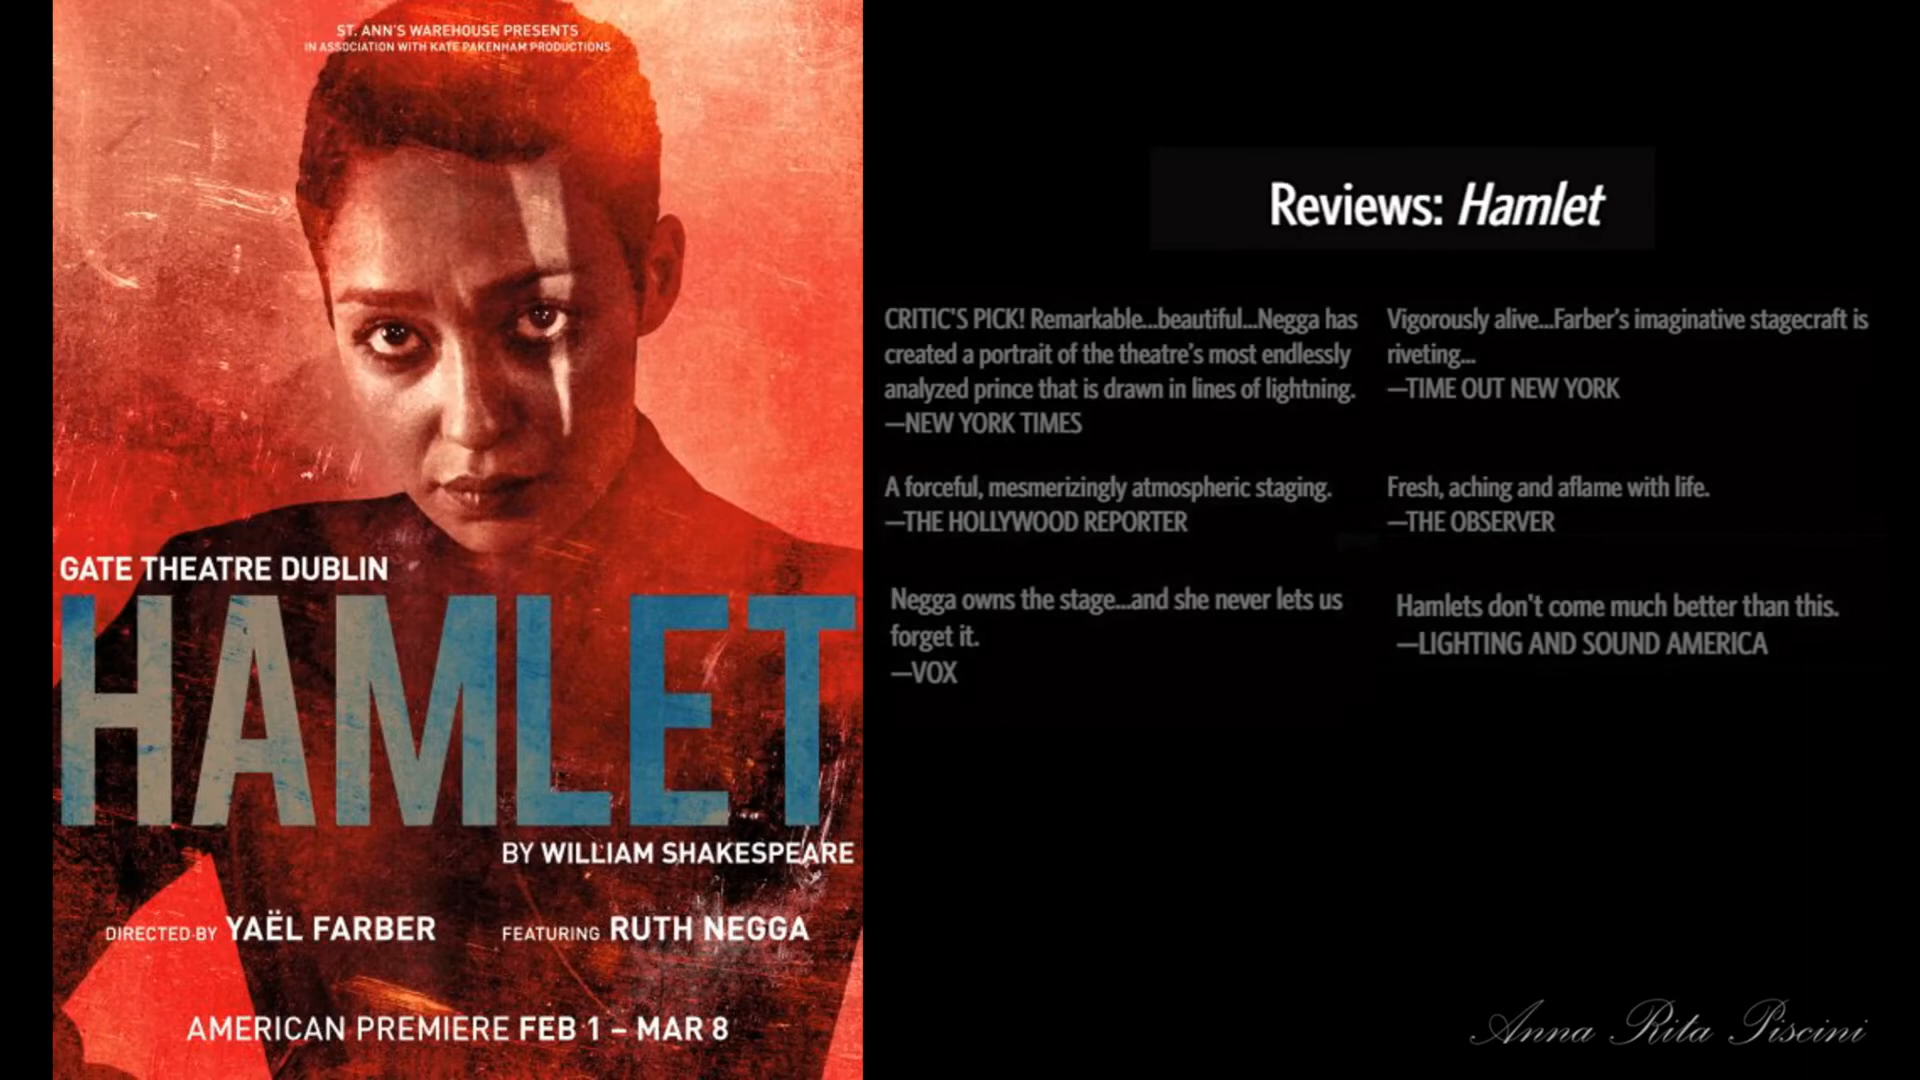 ST. ANN'S WAREHOUSE PRESENTS
IN ASSOCIATION WITH KATE PAKENHAM PRODUCTIONS
GATE THEATRE DUBLIN
HAMLET
BY WILLIAM SHAKESPEARE
DIRECTED BY YAËL FARBER
FEATURING RUTH NEGGA
AMERICAN PREMIERE FEB 1 – MAR 8
Reviews: Hamlet
CRITIC'S PICK! Remarkable...beautiful...Negga has
created a portrait of the theatre's most endlessly
analyzed prince that is drawn in lines of lightning.
—NEW YORK TIMES
A forceful, mesmerizingly atmospheric staging.
—THE HOLLYWOOD REPORTER
Negga owns the stage...and she never lets us
forget it.
—VOX
Vigorously alive...Farber's imaginative stagecraft is
riveting...
—TIME OUT NEW YORK
Fresh, aching and aflame with life.
—THE OBSERVER
Hamlets don't come much better than this.
—LIGHTING AND SOUND AMERICA
Anna Rita Piscini